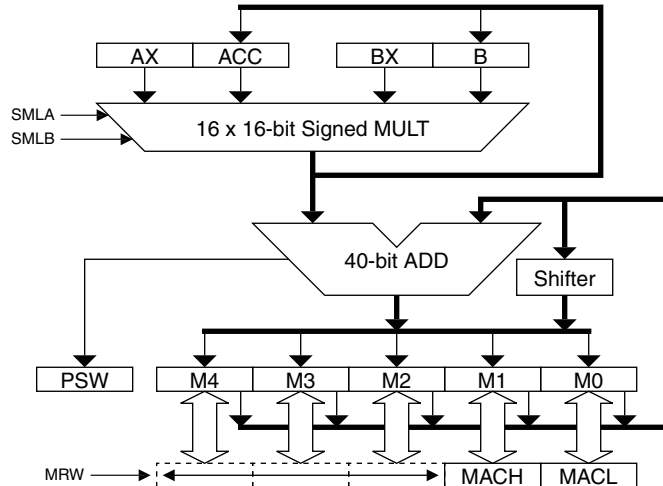 AX ACC BX B
SMLA
16 x 16-bit Signed MULT
SMLB
40-bit ADD
Shifter
PSW M4 M3 M2 M1 M0
MRW MACH MACL